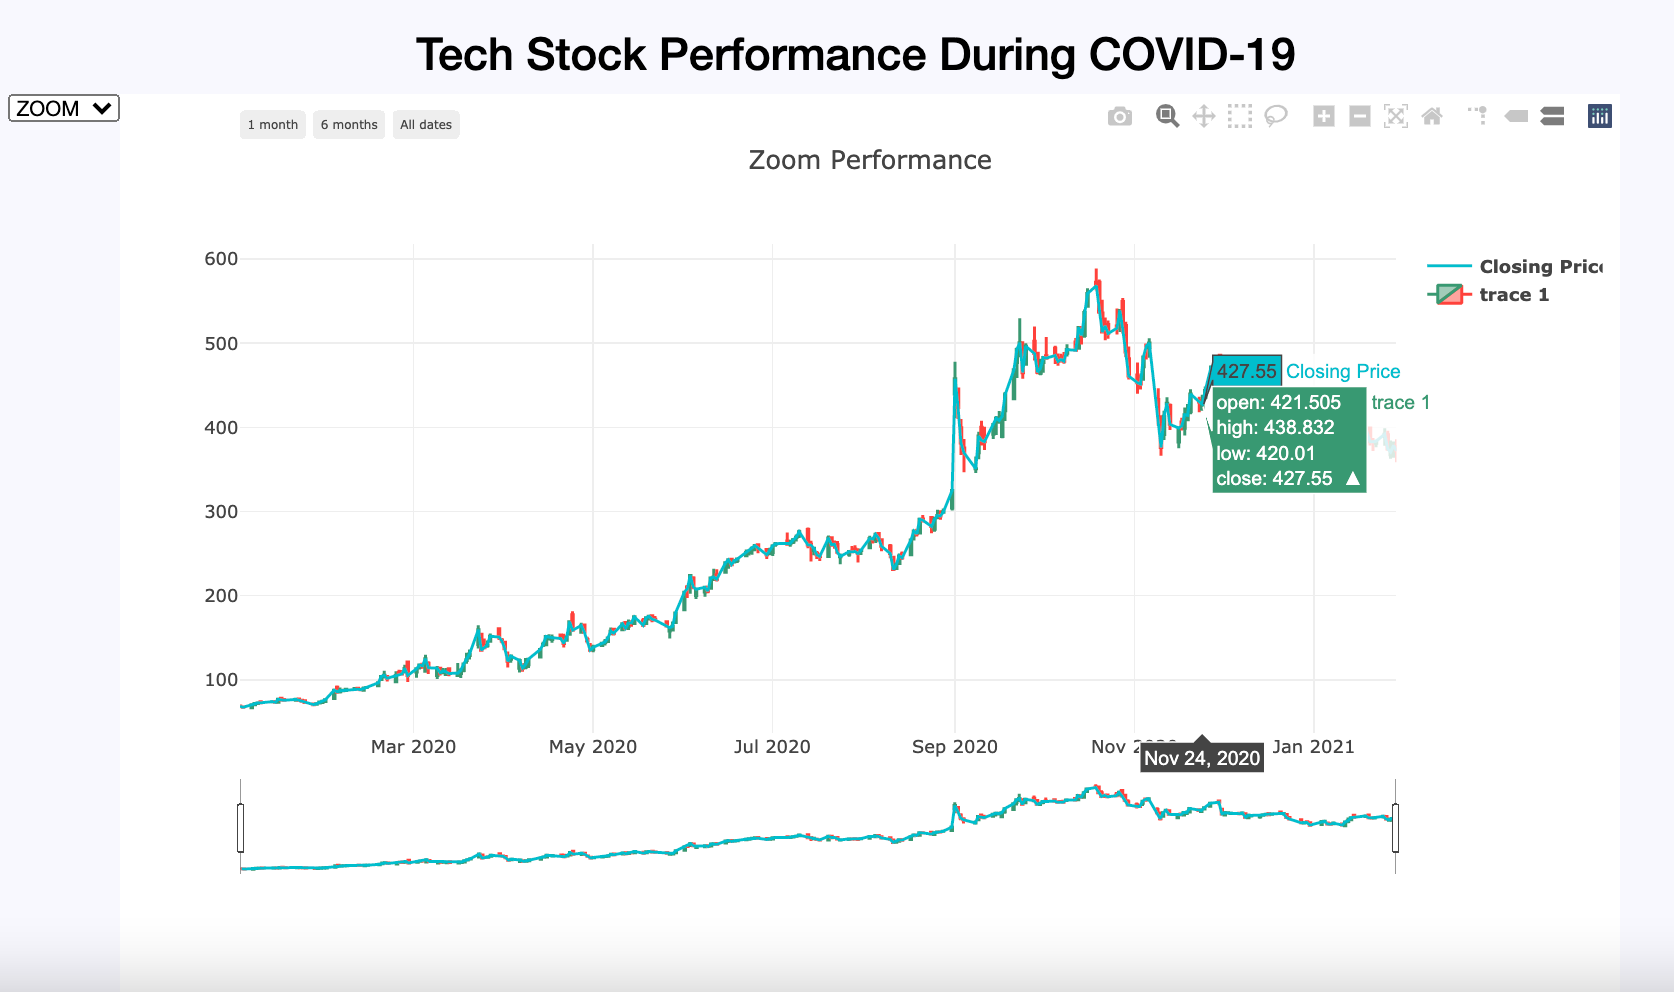 Tech Stock Performance During COVID-19
ZOOM
1 month 6 months All dates
Zoom Performance
600
500
400
300
200
100
Closing Pric
trace 1
427.55 Closing Price
open: 421.505 trace 1
high: 438.832
low: 420.01
close: 427.55 ▲
Mar 2020 May 2020 Jul 2020 Sep 2020 Nov 2020 Jan 2021
Nov 24, 2020